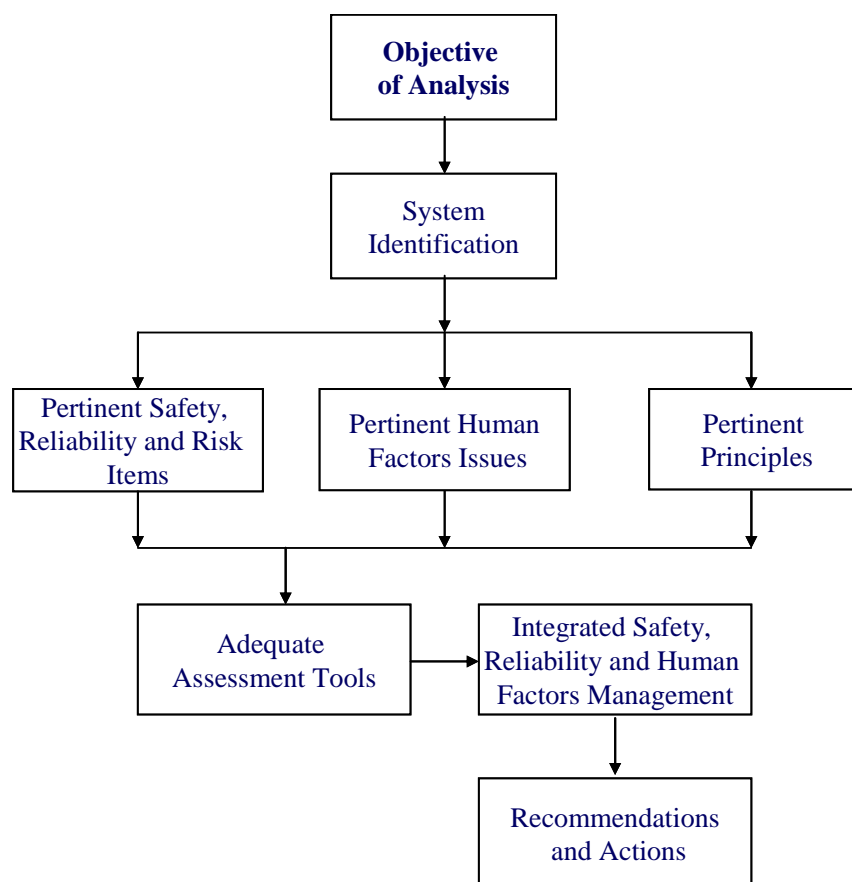 Objective
of Analysis
System
Identification
Pertinent Safety,
Reliability and Risk
Items
Pertinent Human
Factors Issues
Pertinent
Principles
Adequate
Assessment Tools
Integrated Safety,
Reliability and Human
Factors Management
Recommendations
and Actions